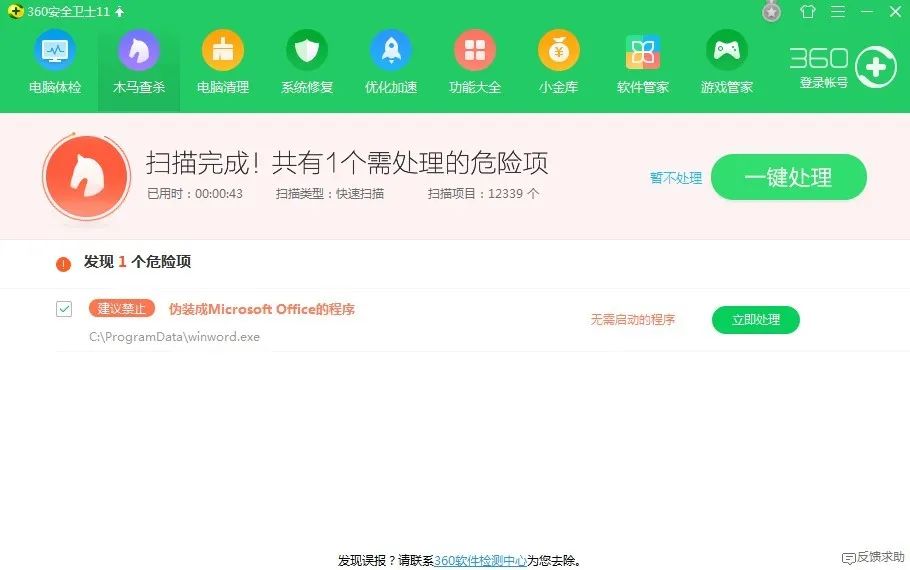 360安全卫士11
电脑体检 木马查杀 电脑清理 系统修复 优化加速 功能大全 小金库 软件管家 游戏管家
360
登录帐号
扫描完成！共有1个需处理的危险项
已用时：00:00:43 扫描类型：快速扫描 扫描项目：12339 个
暂不处理 一键处理
发现 1 个危险项
建议禁止 伪装成Microsoft Office的程序
C:\ProgramData\winword.exe
无需启动的程序 立即处理
发现误报？请联系360软件检测中心为您去除。
反馈求助